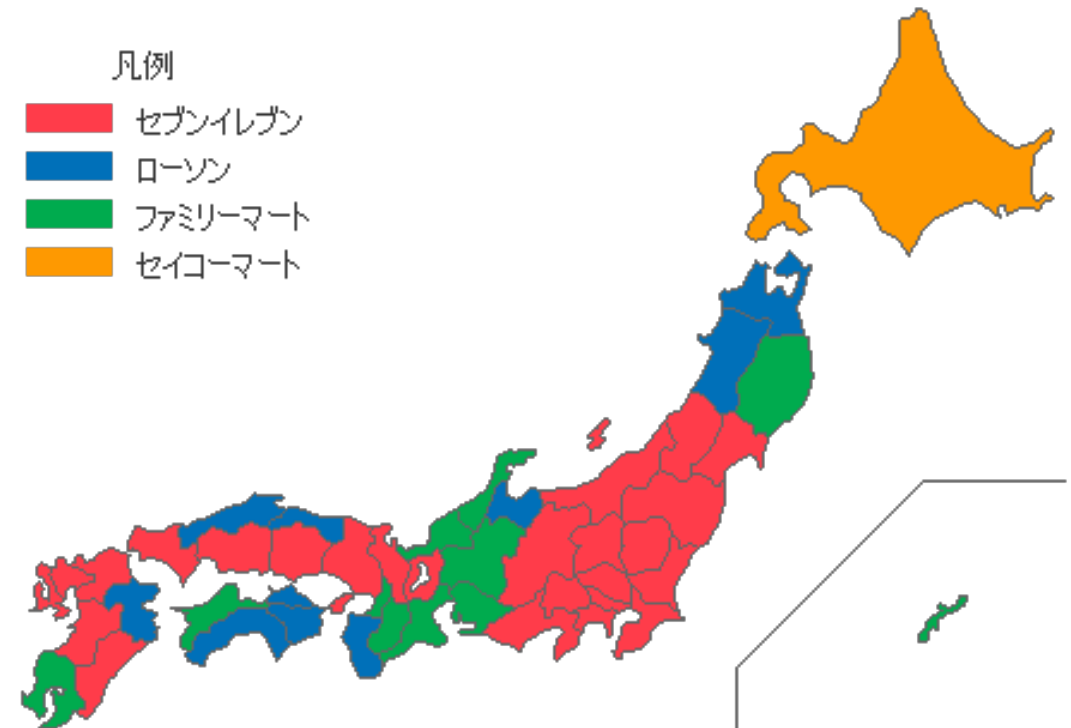 凡例
セブンイレブン
ローソン
ファミリーマート
セイコーマート